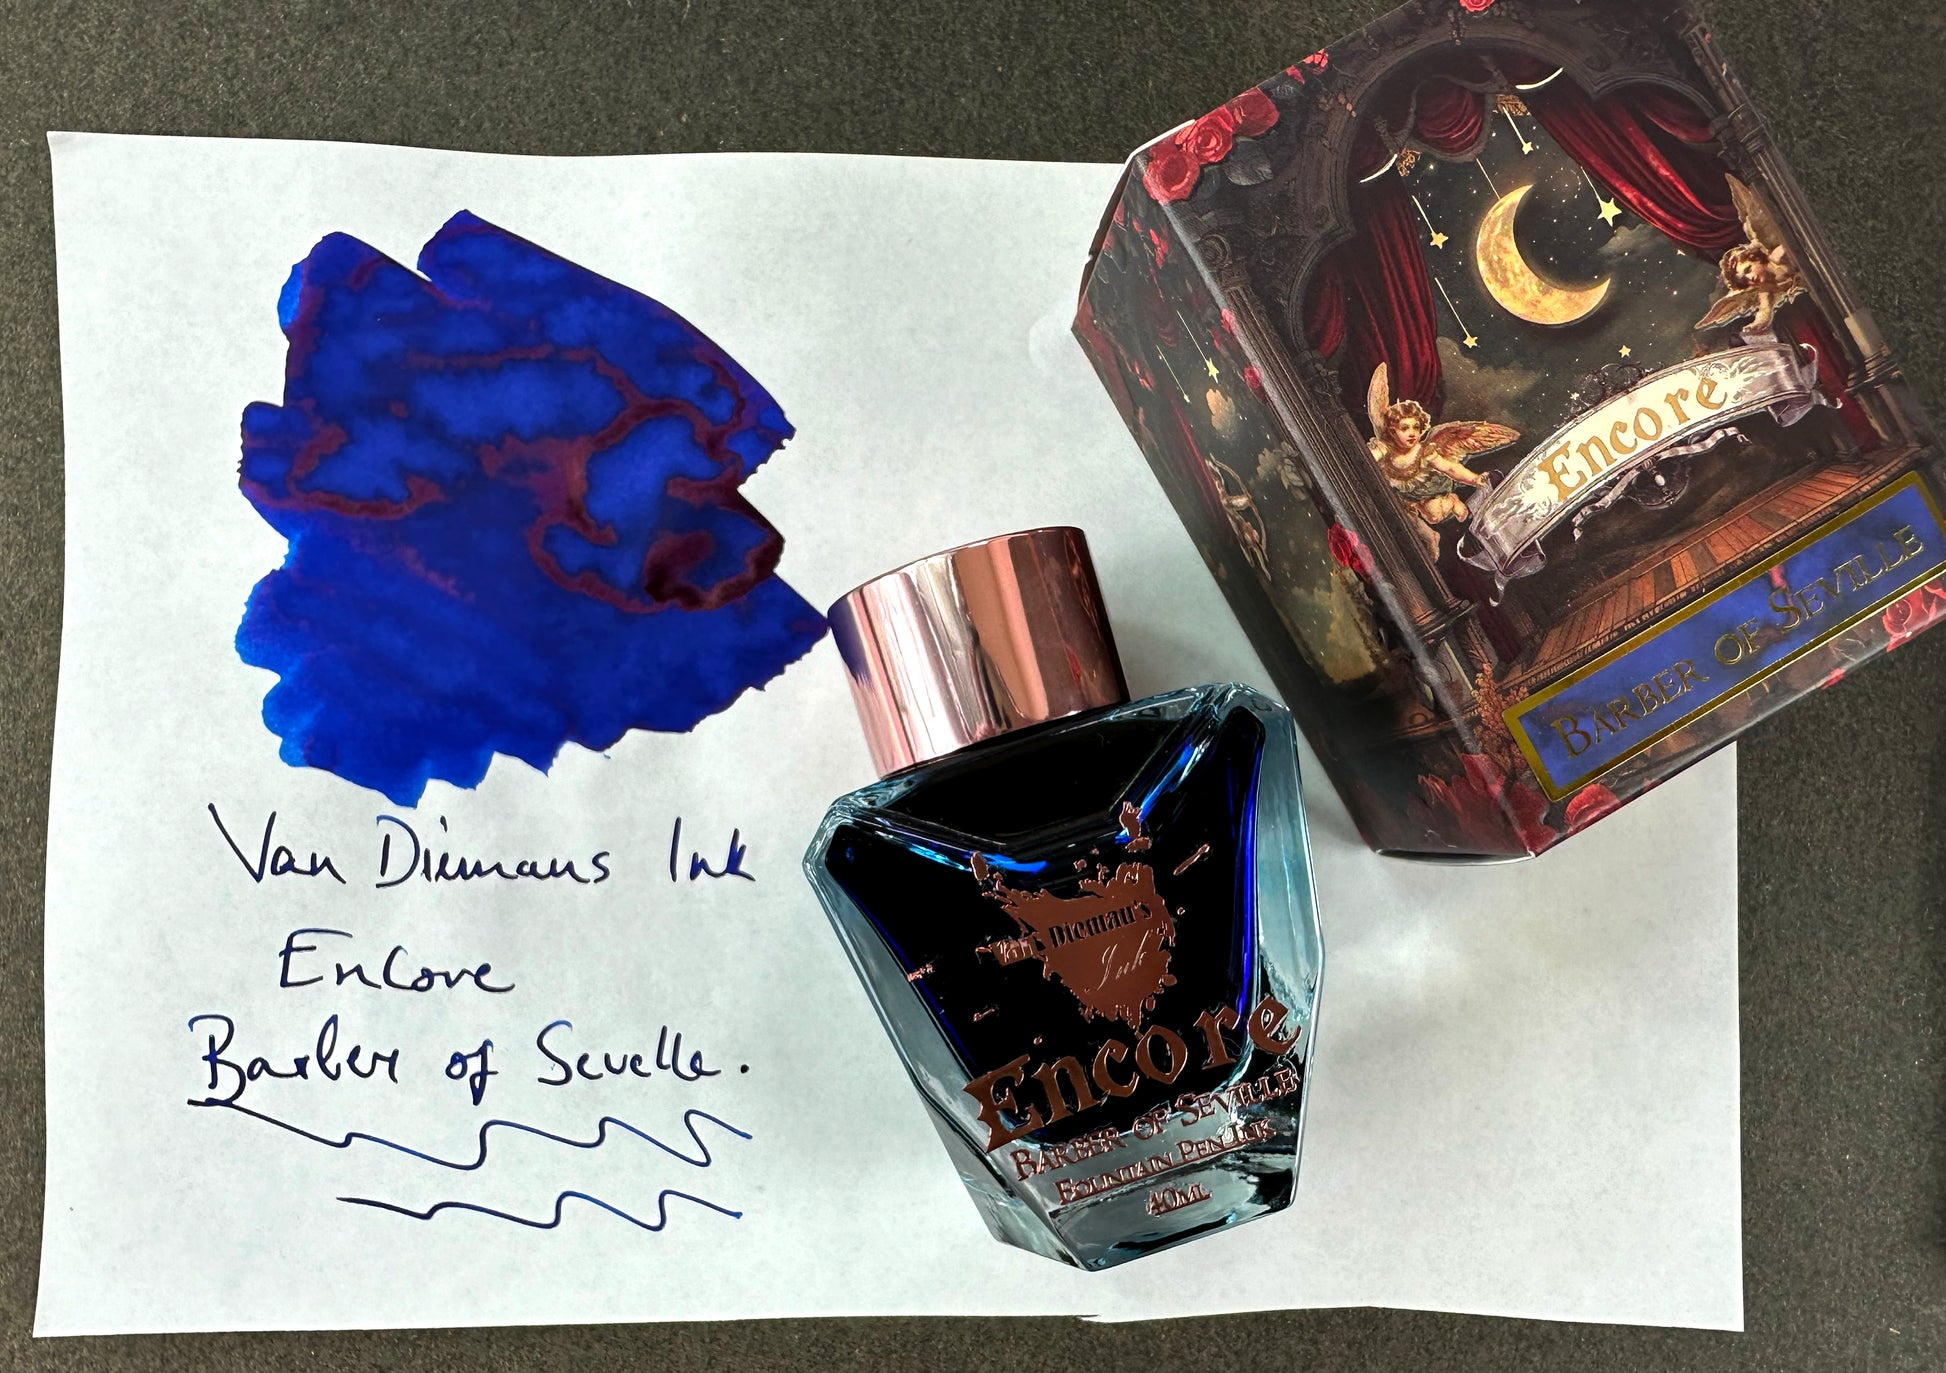 Van Diemans Ink
Encore
Barber of Sevelle.
Van Dieman's
Ink
Encore
BARBER OF SEVILLE
FOUNTAIN PEN INK
40ML
Encore
BARBER OF SEVILLE